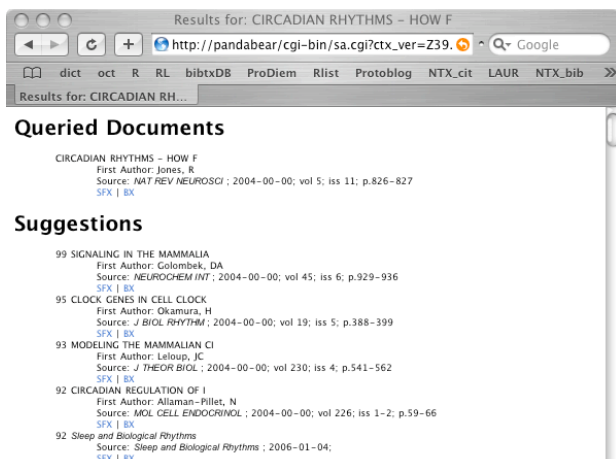 Results for: CIRCADIAN RHYTHMS – HOW F
http://pandabear/cgi-bin/sa.cgi?ctx_ver=Z39. Google
dict oct R RL bibtxDB ProDiem Rlist Protoblog NTX_cit LAUR NTX_bib »
Results for: CIRCADIAN RH...
Queried Documents
CIRCADIAN RHYTHMS – HOW F
First Author: Jones, R
Source: NAT REV NEUROSCI ; 2004-00-00; vol 5; iss 11; p.826-827
SFX | BX
Suggestions
99 SIGNALING IN THE MAMMALIA
First Author: Golombek, DA
Source: NEUROCHEM INT ; 2004-00-00; vol 45; iss 6; p.929-936
SFX | BX
95 CLOCK GENES IN CELL CLOCK
First Author: Okamura, H
Source: J BIOL RHYTHM ; 2004-00-00; vol 19; iss 5; p.388-399
SFX | BX
93 MODELING THE MAMMALIAN CI
First Author: Leloup, JC
Source: J THEOR BIOL ; 2004-00-00; vol 230; iss 4; p.541-562
SFX | BX
92 CIRCADIAN REGULATION OF I
First Author: Allaman-Pillet, N
Source: MOL CELL ENDOCRINOL ; 2004-00-00; vol 226; iss 1-2; p.59-66
SFX | BX
92 Sleep and Biological Rhythms
Source: Sleep and Biological Rhythms ; 2006-01-04;
SFX | BX